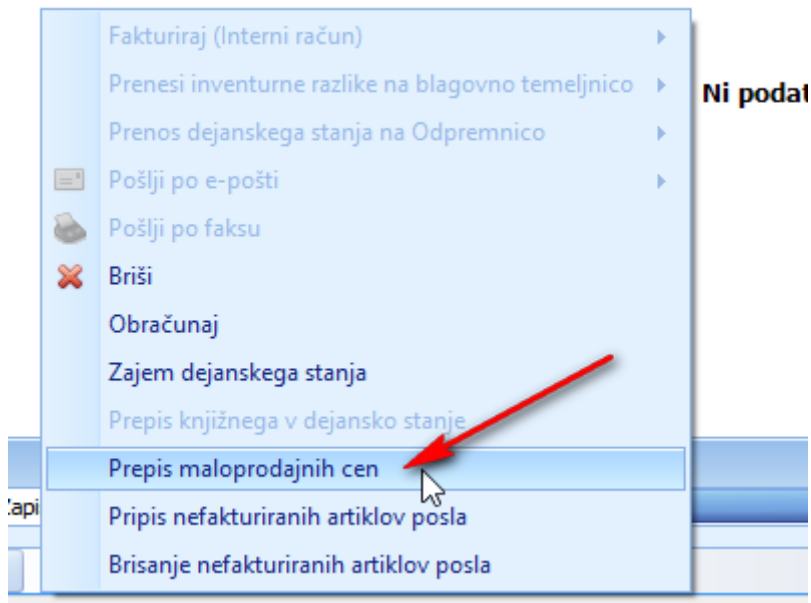 Fakturiraj (Interni račun)
Prenesi inventurne razlike na blagovno temeljnico
Ni podat
Prenos dejanskega stanja na Odpremnico
Pošlji po e-pošti
Pošlji po faksu
Briši
Obračunaj
Zajem dejanskega stanja
Prepis knjižnega v dejansko stanje
Prepis maloprodajnih cen
Zapi
Pripis nefakturiranih artiklov posla
Brisanje nefakturiranih artiklov posla